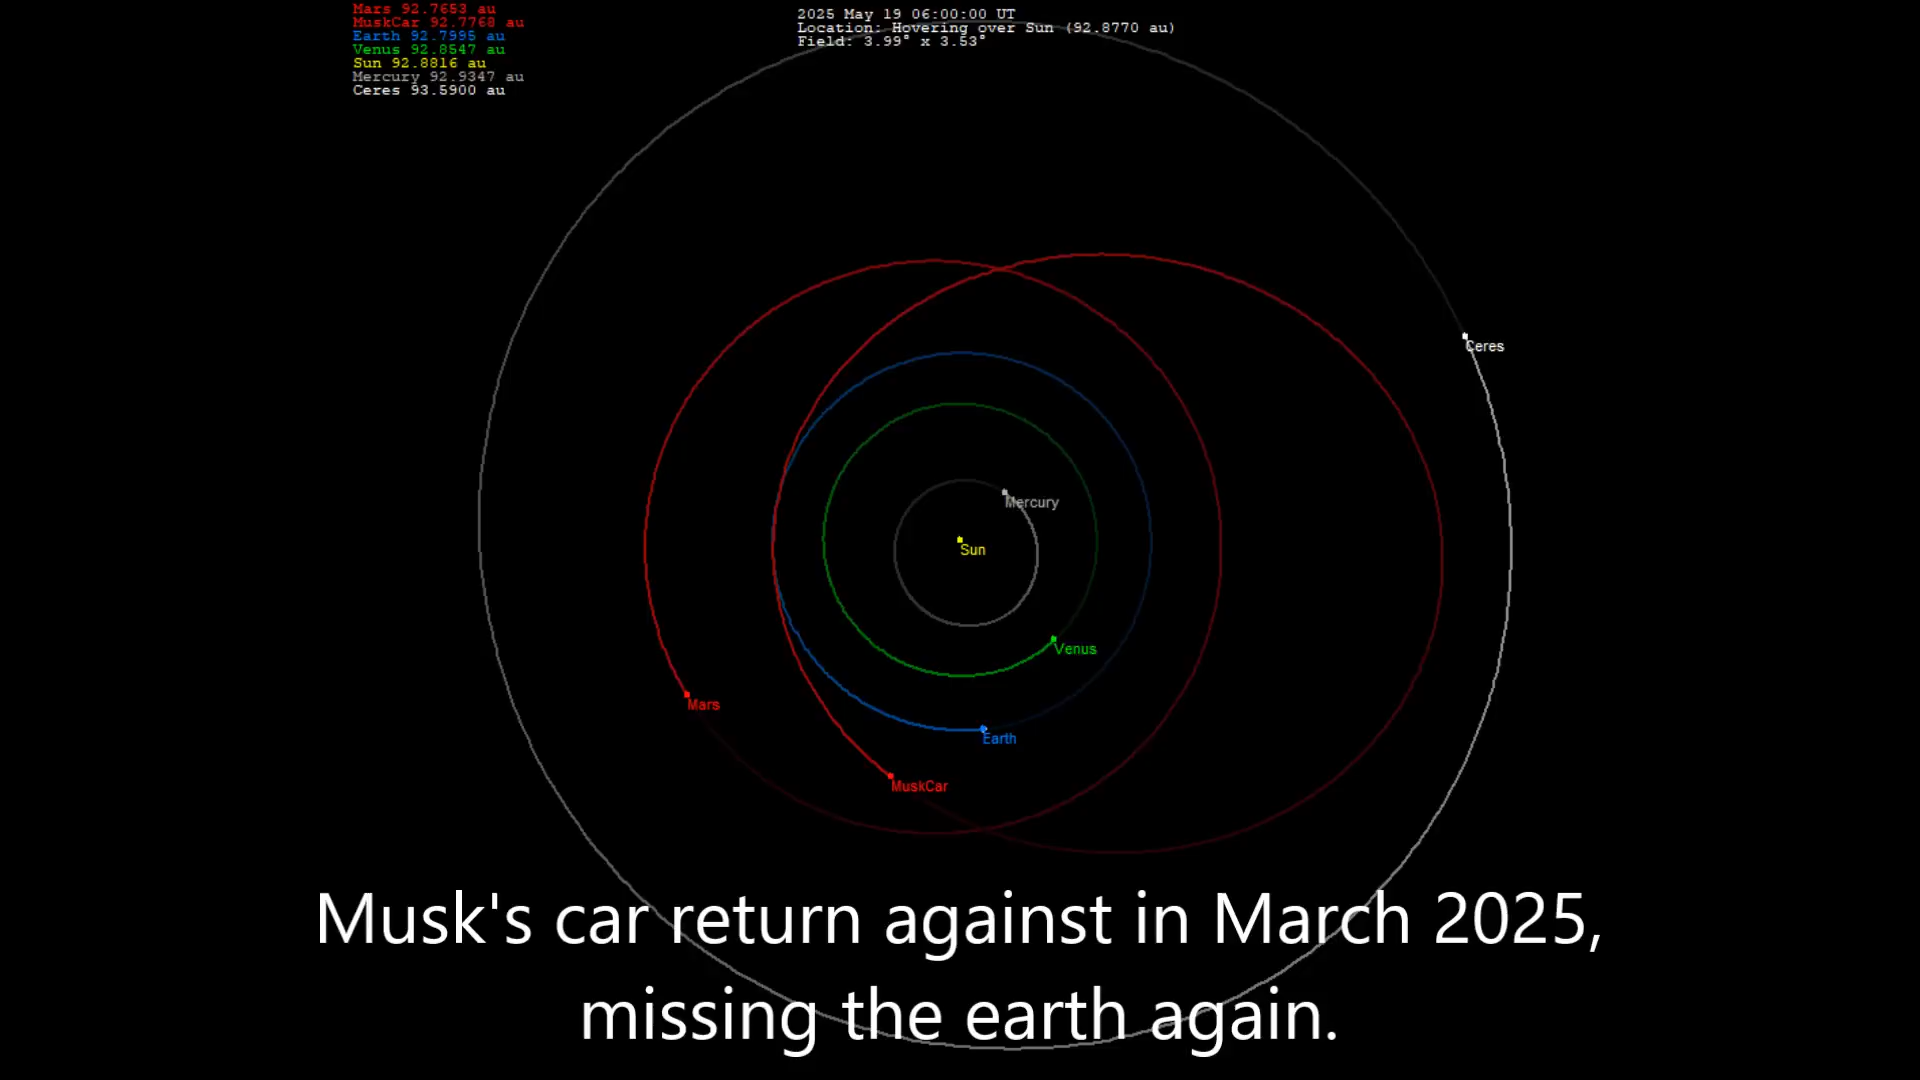 Mars 92.7653 au
MuskCar 92.7768 au
Earth 92.7995 au
Venus 92.8547 au
Sun 92.8816 au
Mercury 92.9347 au
Ceres 93.5900 au
2025 May 19 06:00:00 UT
Location: Hovering over Sun (92.8770 au)
Field: 3.99° x 3.53°
Ceres
Mercury
Sun
Venus
Mars
Earth
MuskCar
Musk's car return against in March 2025,
missing the earth again.